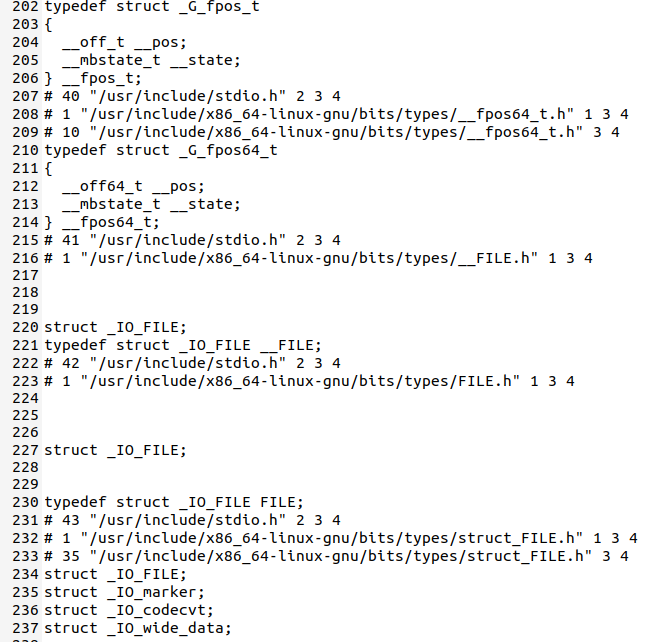 202 typedef struct _G_fpos_t
203 {
204   __off_t __pos;
205   __mbstate_t __state;
206 } __fpos_t;
207 # 40 "/usr/include/stdio.h" 2 3 4
208 # 1 "/usr/include/x86_64-linux-gnu/bits/types/__fpos64_t.h" 1 3 4
209 # 10 "/usr/include/x86_64-linux-gnu/bits/types/__fpos64_t.h" 3 4
210 typedef struct _G_fpos64_t
211 {
212   __off64_t __pos;
213   __mbstate_t __state;
214 } __fpos64_t;
215 # 41 "/usr/include/stdio.h" 2 3 4
216 # 1 "/usr/include/x86_64-linux-gnu/bits/types/__FILE.h" 1 3 4
217
218
219
220 struct _IO_FILE;
221 typedef struct _IO_FILE __FILE;
222 # 42 "/usr/include/stdio.h" 2 3 4
223 # 1 "/usr/include/x86_64-linux-gnu/bits/types/FILE.h" 1 3 4
224
225
226
227 struct _IO_FILE;
228
229
230 typedef struct _IO_FILE FILE;
231 # 43 "/usr/include/stdio.h" 2 3 4
232 # 1 "/usr/include/x86_64-linux-gnu/bits/types/struct_FILE.h" 1 3 4
233 # 35 "/usr/include/x86_64-linux-gnu/bits/types/struct_FILE.h" 3 4
234 struct _IO_FILE;
235 struct _IO_marker;
236 struct _IO_codecvt;
237 struct _IO_wide_data;